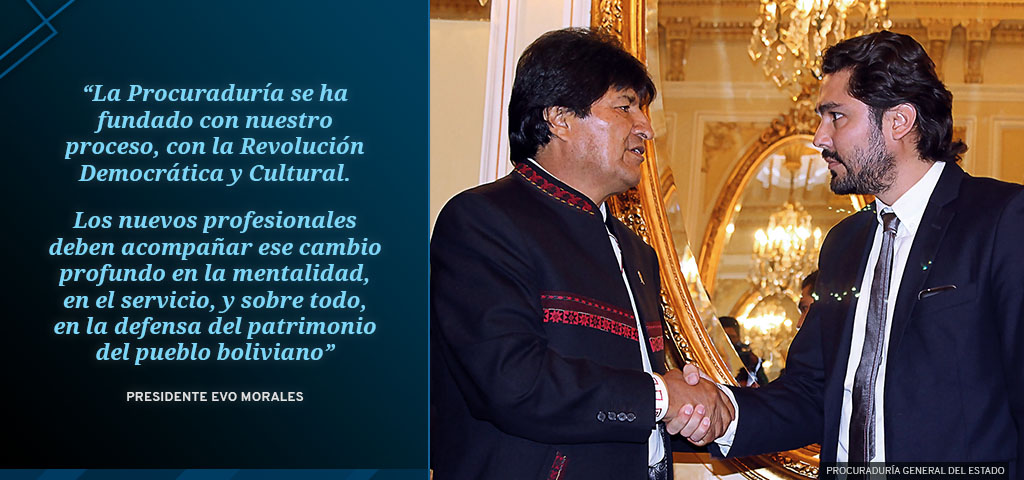 “La Procuraduría se ha
fundado con nuestro
proceso, con la Revolución
Democrática y Cultural.
Los nuevos profesionales
deben acompañar ese cambio
profundo en la mentalidad,
en el servicio, y sobre todo,
en la defensa del patrimonio
del pueblo boliviano”
PRESIDENTE EVO MORALES
PROCURADURÍA GENERAL DEL ESTADO